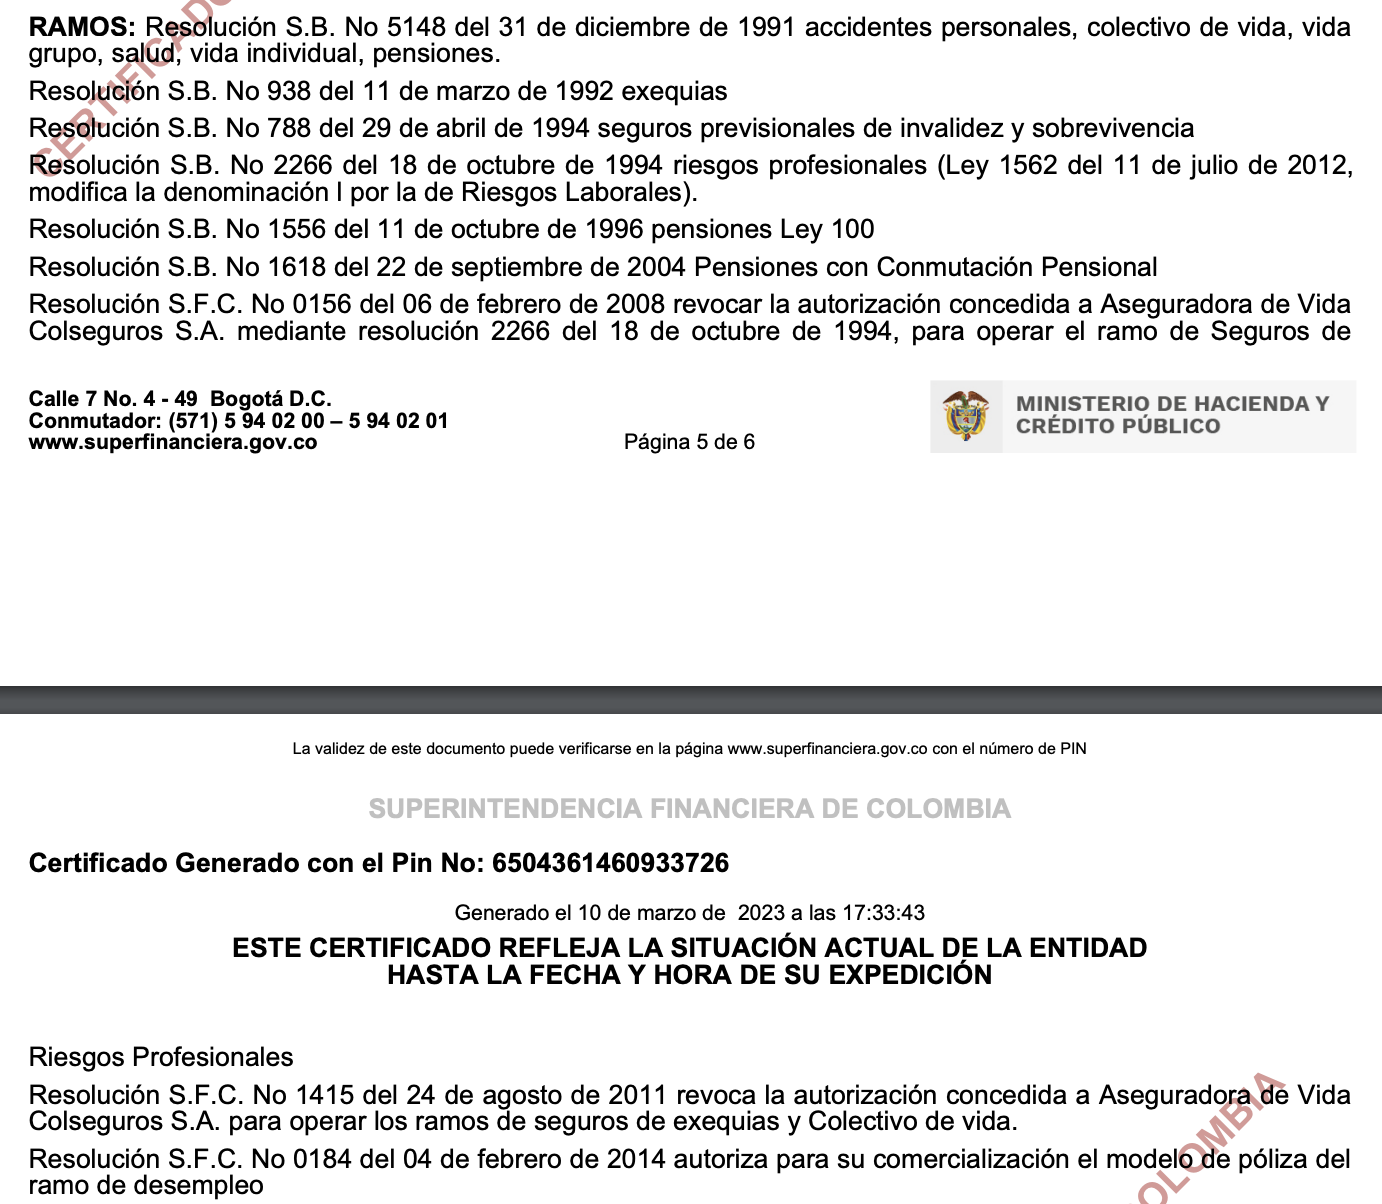 RAMOS: Resolución S.B. No 5148 del 31 de diciembre de 1991 accidentes personales, colectivo de vida, vida
grupo, salud, vida individual, pensiones.
Resolución S.B. No 938 del 11 de marzo de 1992 exequias
Resolución S.B. No 788 del 29 de abril de 1994 seguros previsionales de invalidez y sobrevivencia
Resolución S.B. No 2266 del 18 de octubre de 1994 riesgos profesionales (Ley 1562 del 11 de julio de 2012,
modifica la denominación l por la de Riesgos Laborales).
Resolución S.B. No 1556 del 11 de octubre de 1996 pensiones Ley 100
Resolución S.B. No 1618 del 22 de septiembre de 2004 Pensiones con Conmutación Pensional
Resolución S.F.C. No 0156 del 06 de febrero de 2008 revocar la autorización concedida a Aseguradora de Vida
Colseguros S.A. mediante resolución 2266 del 18 de octubre de 1994, para operar el ramo de Seguros de
CERTIFICADO
Calle 7 No. 4 - 49 Bogotá D.C.
Conmutador: (571) 5 94 02 00 – 5 94 02 01
www.superfinanciera.gov.co
Página 5 de 6
MINISTERIO DE HACIENDA Y
CRÉDITO PÚBLICO
La validez de este documento puede verificarse en la página www.superfinanciera.gov.co con el número de PIN
SUPERINTENDENCIA FINANCIERA DE COLOMBIA
Certificado Generado con el Pin No: 6504361460933726
Generado el 10 de marzo de 2023 a las 17:33:43
ESTE CERTIFICADO REFLEJA LA SITUACIÓN ACTUAL DE LA ENTIDAD
HASTA LA FECHA Y HORA DE SU EXPEDICIÓN
Riesgos Profesionales
Resolución S.F.C. No 1415 del 24 de agosto de 2011 revoca la autorización concedida a Aseguradora de Vida
Colseguros S.A. para operar los ramos de seguros de exequias y Colectivo de vida.
Resolución S.F.C. No 0184 del 04 de febrero de 2014 autoriza para su comercialización el modelo de póliza del
ramo de desempleo
OLOMBIA